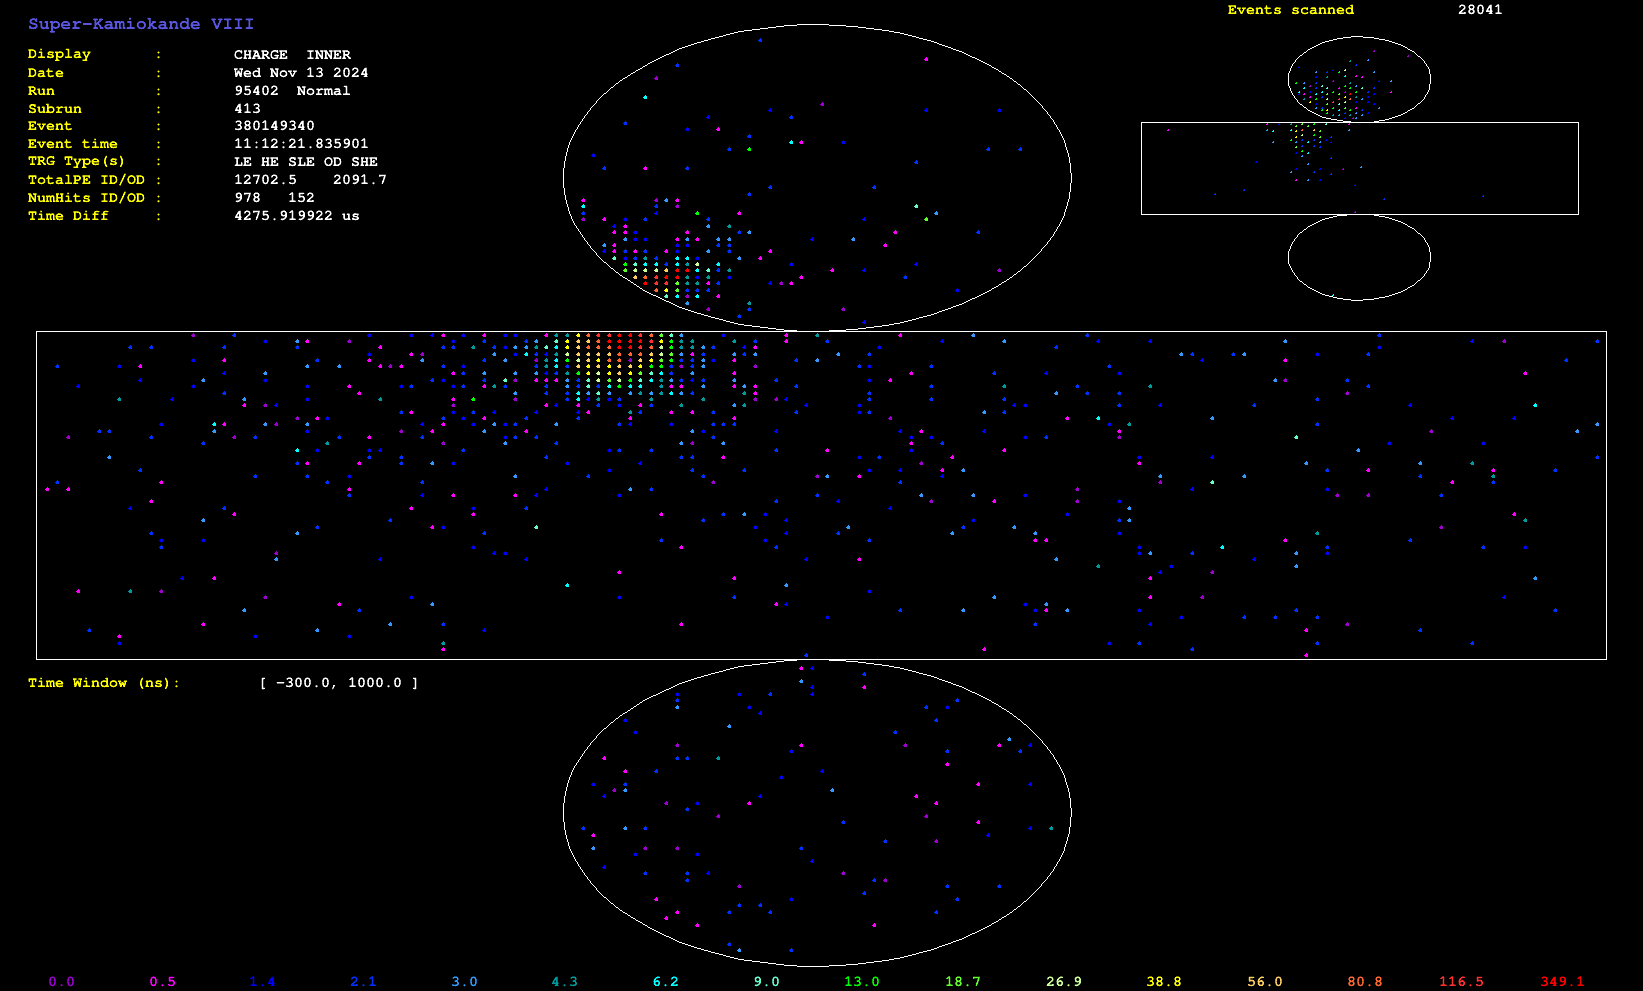 Super-Kamiokande VIII
Events scanned 28041
Display : CHARGE INNER
Date : Wed Nov 13 2024
Run : 95402 Normal
Subrun : 413
Event : 380149340
Event time : 11:12:21.835901
TRG Type(s) : LE HE SLE OD SHE
TotalPE ID/OD : 12702.5 2091.7
NumHits ID/OD : 978 152
Time Diff : 4275.919922 us
Time Window (ns): [ -300.0, 1000.0 ]
0.0 0.5 1.4 2.1 3.0 4.3 6.2 9.0 13.0 18.7 26.9 38.8 56.0 80.8 116.5 349.1